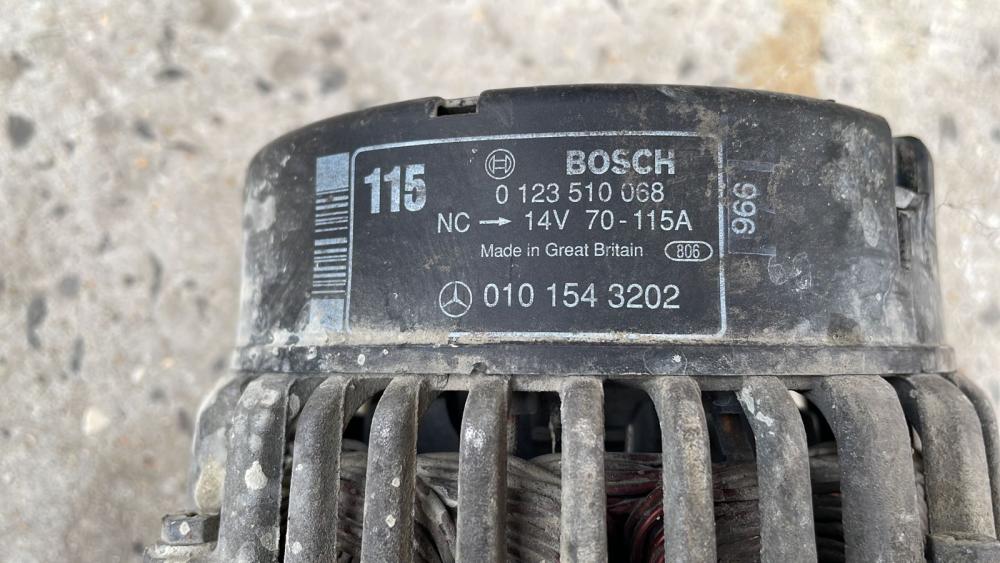 115
BOSCH
0 123 510 068
NC → 14V 70-115A
Made in Great Britain 806
010 154 3202
966